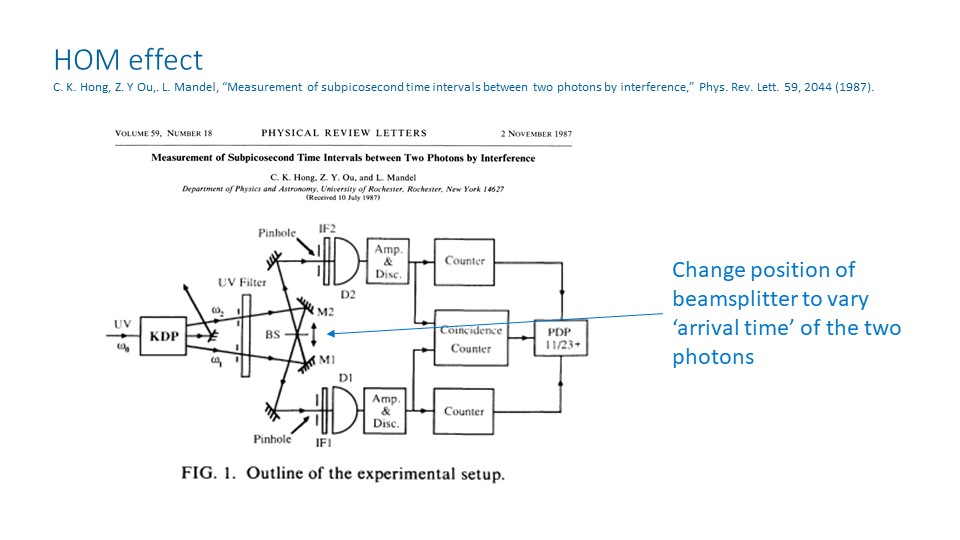 HOM effect
C. K. Hong, Z. Y Ou,. L. Mandel, “Measurement of subpicosecond time intervals between two photons by interference,” Phys. Rev. Lett. 59, 2044 (1987).
VOLUME 59, NUMBER 18 PHYSICAL REVIEW LETTERS 2 NOVEMBER 1987
Measurement of Subpicosecond Time Intervals between Two Photons by Interference
C. K. Hong, Z. Y. Ou, and L. Mandel
Department of Physics and Astronomy, University of Rochester, Rochester, New York 14627
(Received 10 July 1987)
Pinhole
IF2
Amp.
&
Disc.
Counter
D2
UV Filter
UV
ω₀
KDP
ω₂
ω₁
BS
M2
M1
Coincidence
Counter
PDP
11/23+
D1
Amp.
&
Disc.
Counter
Pinhole
IF1
FIG. 1. Outline of the experimental setup.
Change position of
beamsplitter to vary
‘arrival time’ of the two
photons